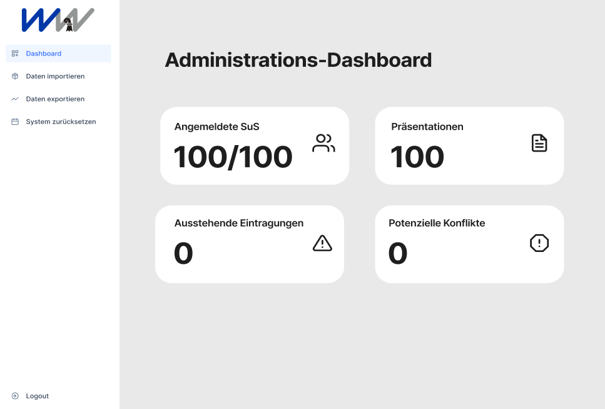 Dashboard
Daten importieren
Daten exportieren
System zurücksetzen
Logout
Administrations-Dashboard
Angemeldete SuS
100/100
Präsentationen
100
Ausstehende Eintragungen
0
Potenzielle Konflikte
0